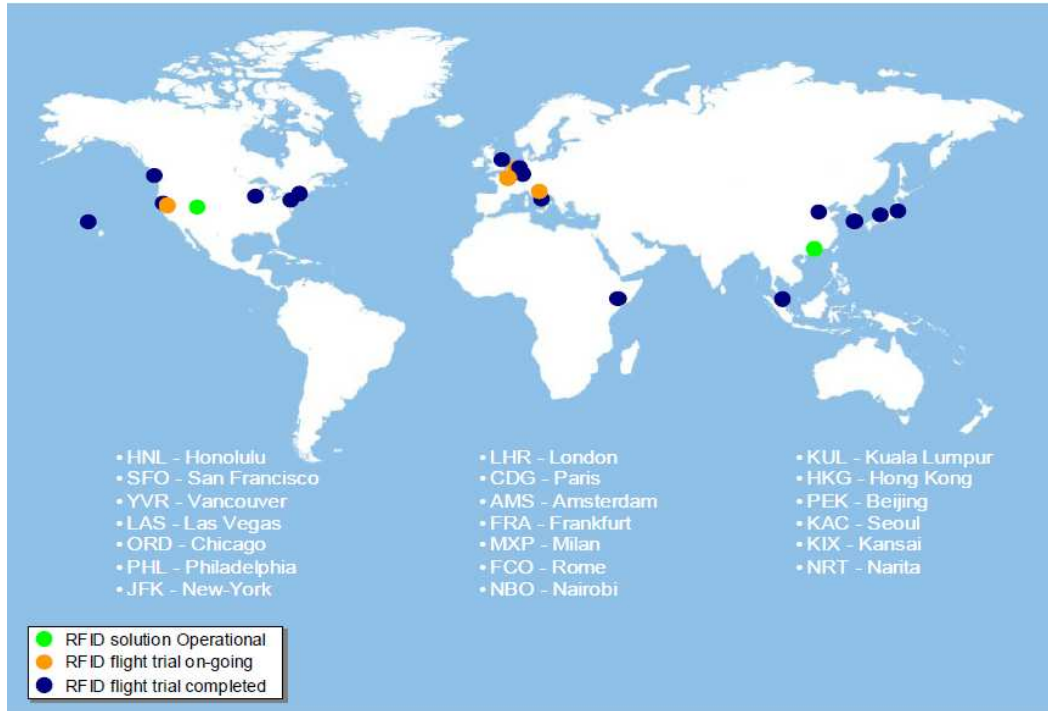 • HNL - Honolulu
• SFO - San Francisco
• YVR - Vancouver
• LAS - Las Vegas
• ORD - Chicago
• PHL - Philadelphia
• JFK - New-York
• LHR - London
• CDG - Paris
• AMS - Amsterdam
• FRA - Frankfurt
• MXP - Milan
• FCO - Rome
• NBO - Nairobi
• KUL - Kuala Lumpur
• HKG - Hong Kong
• PEK - Beijing
• KAC - Seoul
• KIX - Kansai
• NRT - Narita
RFID solution Operational
RFID flight trial on-going
RFID flight trial completed